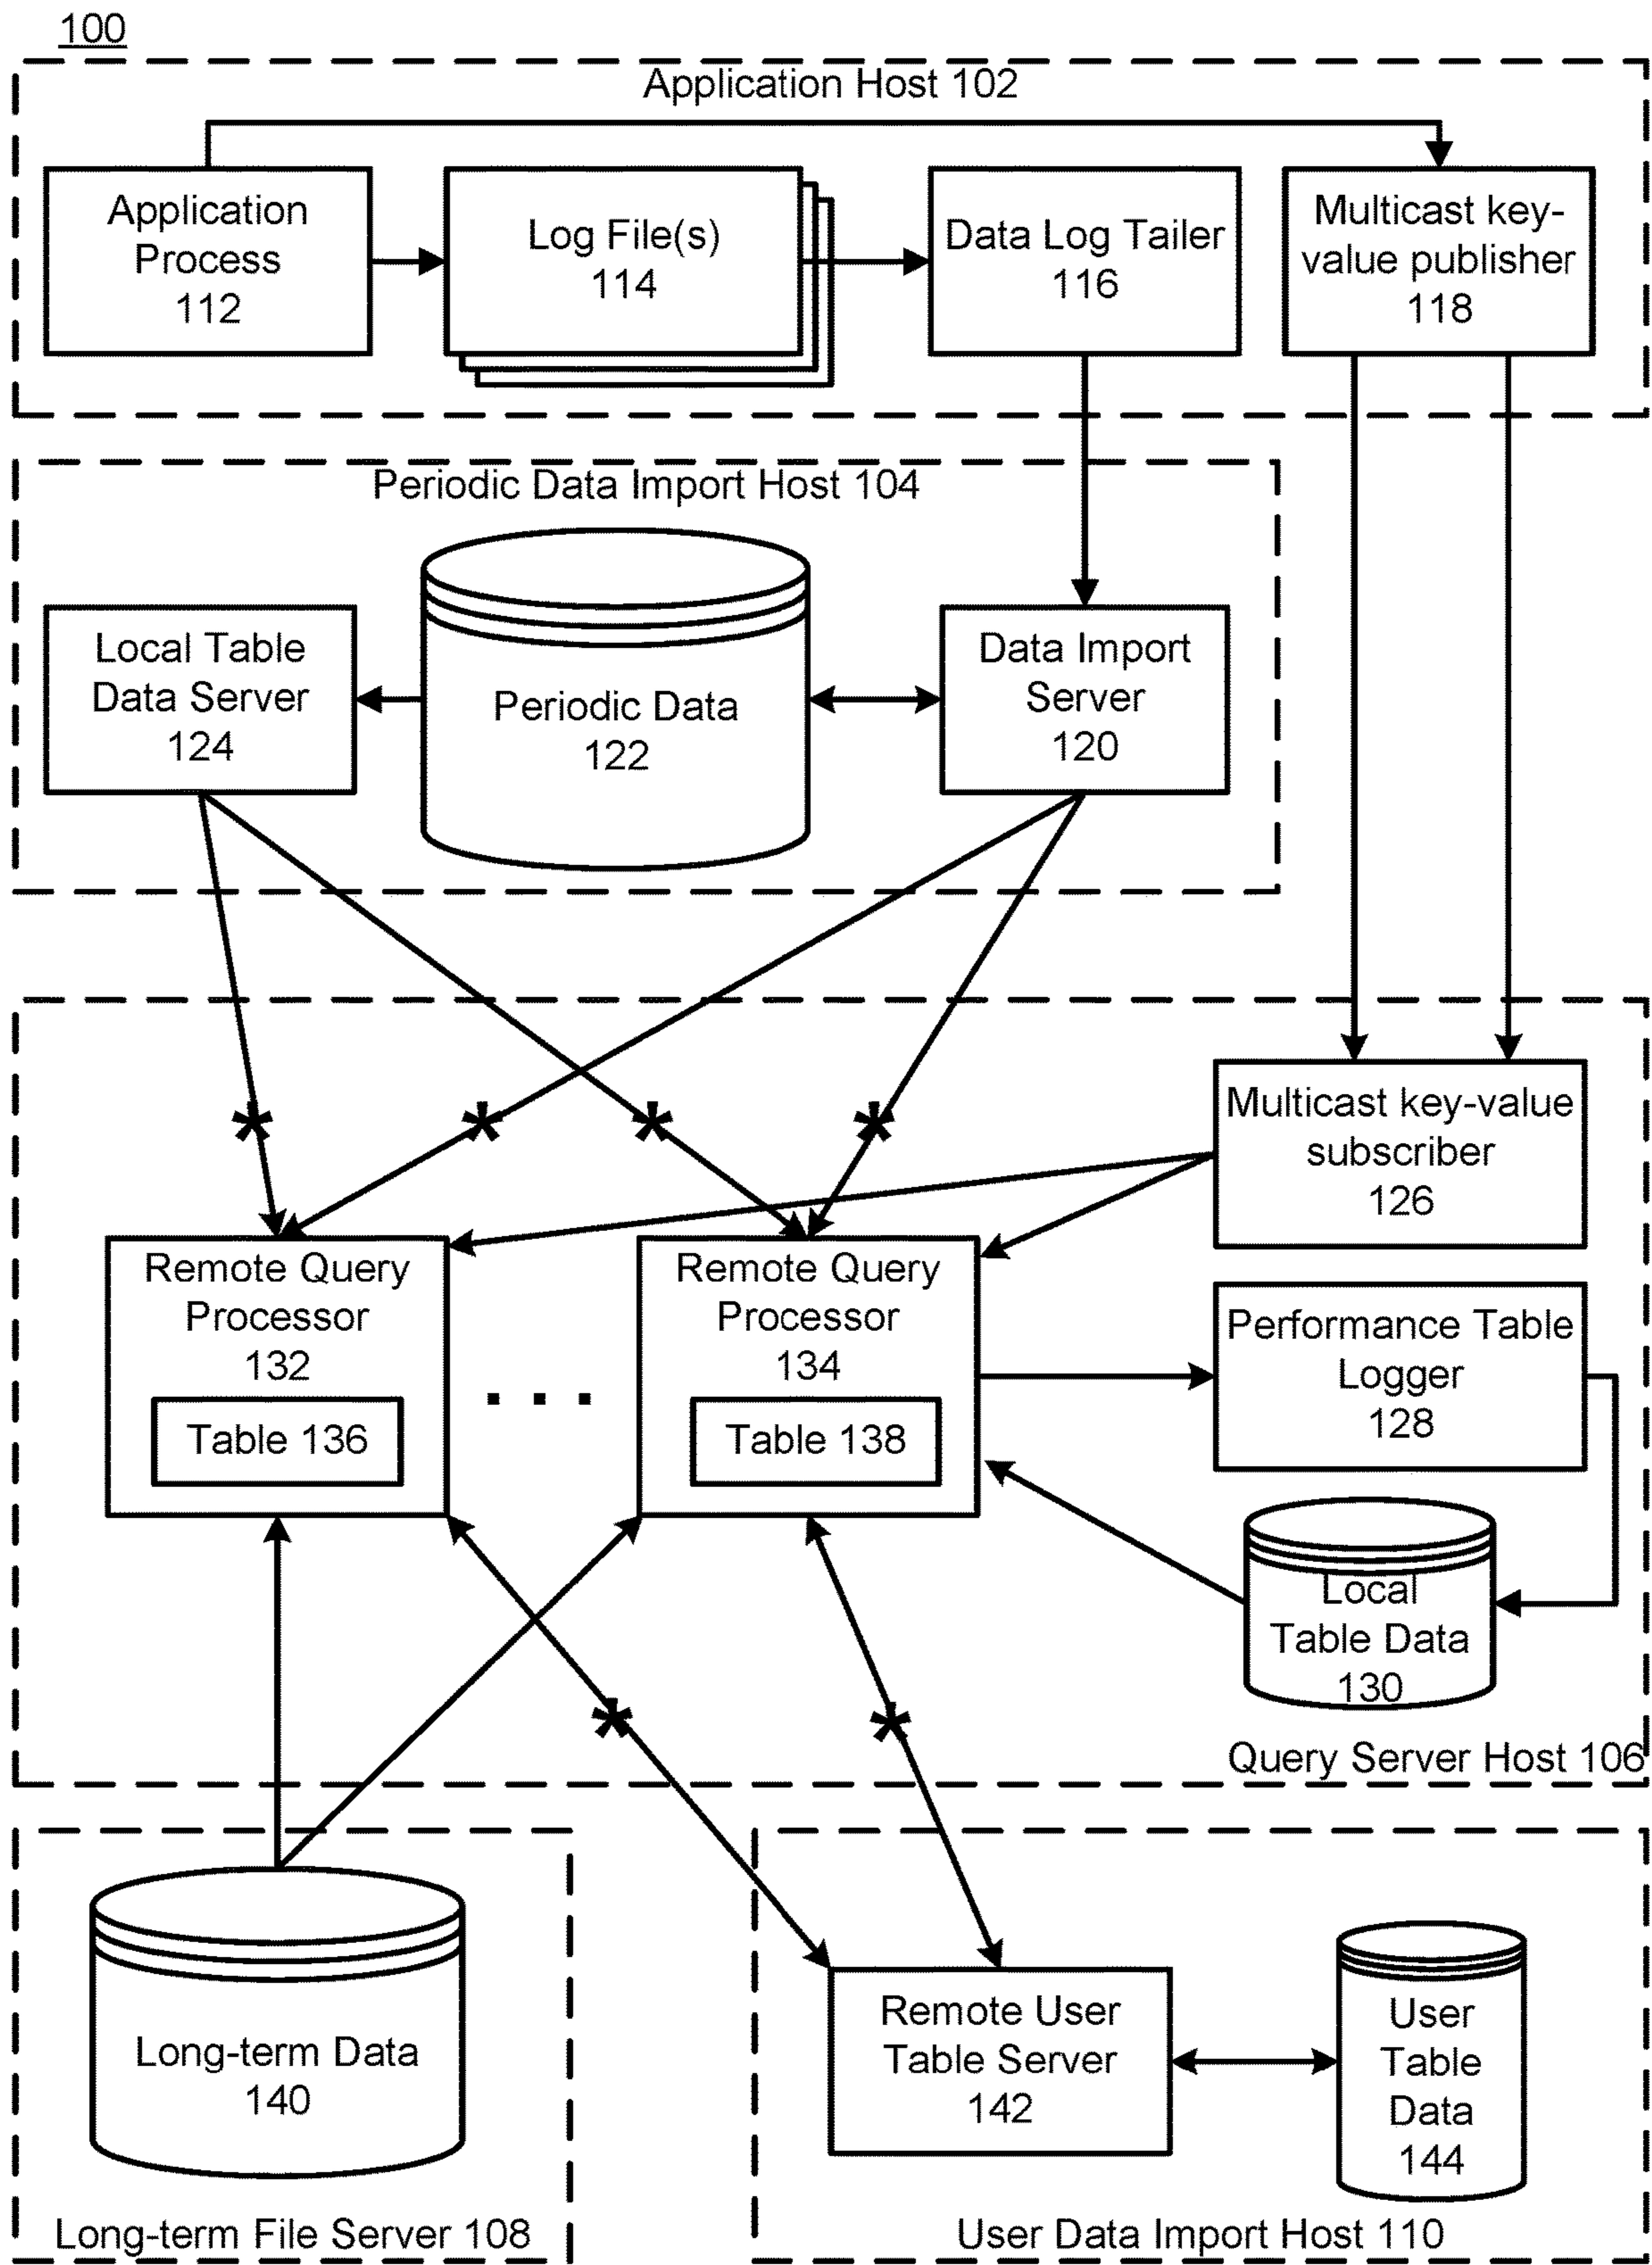 100
Application Host 102
Application
Process
112
Log File(s)
114
Data Log Tailer
116
Multicast key-
value publisher
118
Periodic Data Import Host 104
Local Table
Data Server
124
Periodic Data
122
Data Import
Server
120
*
*
*
*
Multicast key-value
subscriber
126
Remote Query
Processor
132
Table 136
. . .
Remote Query
Processor
134
Table 138
Performance Table
Logger
128
Local
Table Data
130
*
*
Query Server Host 106
Long-term Data
140
Long-term File Server 108
Remote User
Table Server
142
User
Table
Data
144
User Data Import Host 110